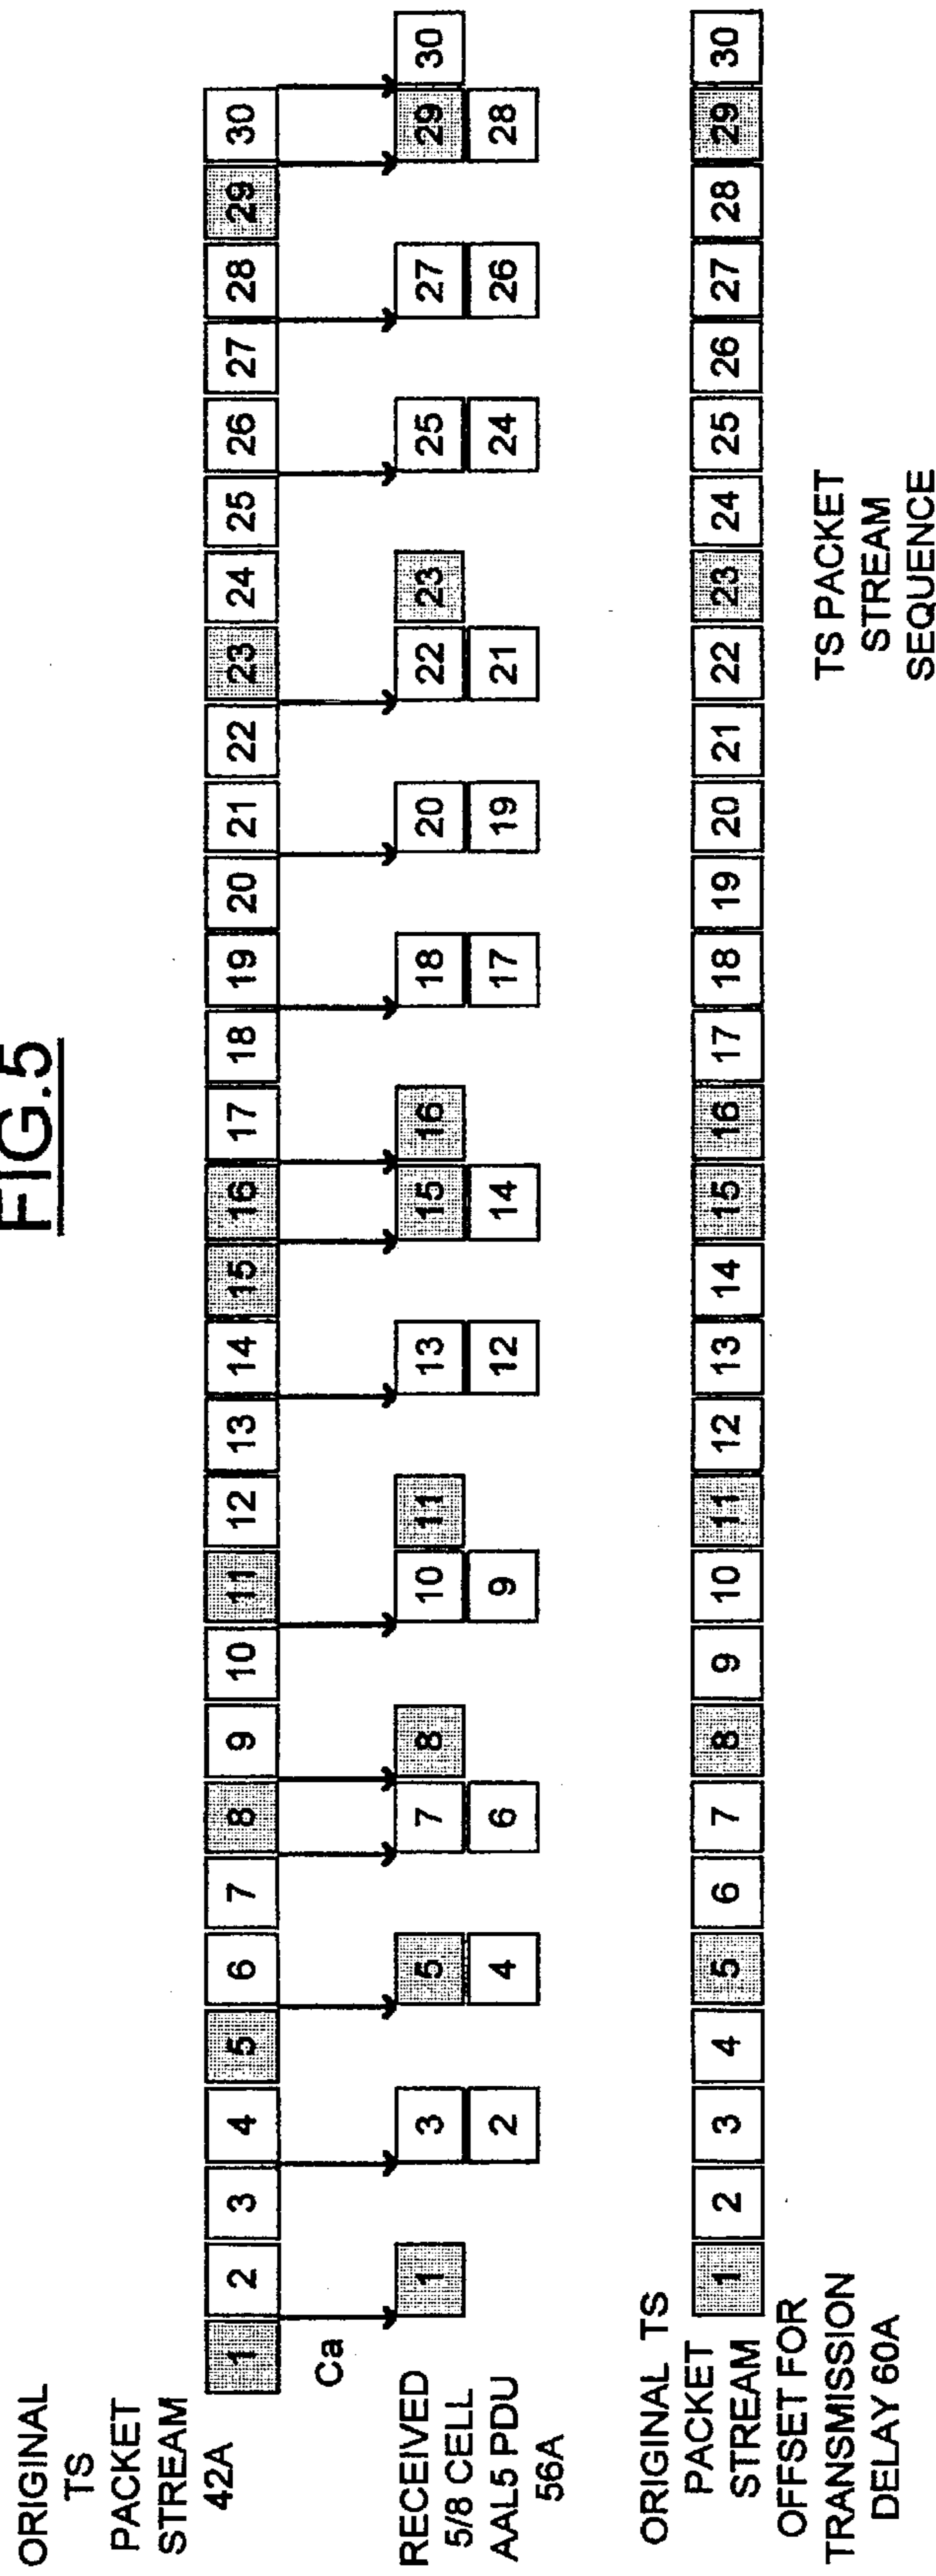 FIG.5
ORIGINAL
TS
PACKET
STREAM
42A
1 2 3 4 5 6 7 8 9 10 11 12 13 14 15 16 17 18 19 20 21 22 23 24 25 26 27 28 29 30
Ca
RECEIVED
5/8 CELL
AAL5 PDU
56A
1 3 5 7 8 10 11 13 15 16 18 20 22 23 25 27 29 30
2 4 6 9 12 14 17 19 21 24 26 28
ORIGINAL TS
PACKET
STREAM
OFFSET FOR
TRANSMISSION
DELAY 60A
1 2 3 4 5 6 7 8 9 10 11 12 13 14 15 16 17 18 19 20 21 22 23 24 25 26 27 28 29 30
TS PACKET
STREAM
SEQUENCE